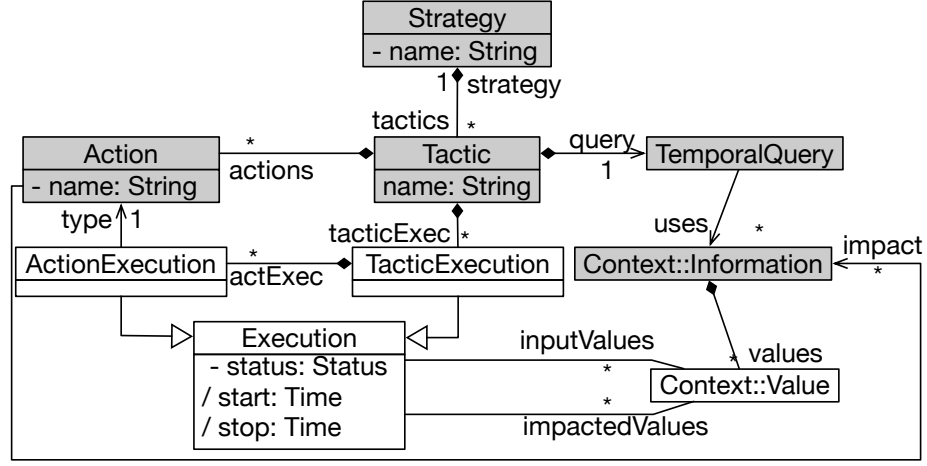 Strategy
- name: String
1
strategy
tactics
*
Action
- name: String
*
actions
Tactic
name: String
query
1
TemporalQuery
type
1
tacticExec
*
uses
*
impact
*
ActionExecution
*
actExec
TacticExecution
Context::Information
Execution
- status: Status
/ start: Time
/ stop: Time
inputValues
*
* values
Context::Value
*
impactedValues